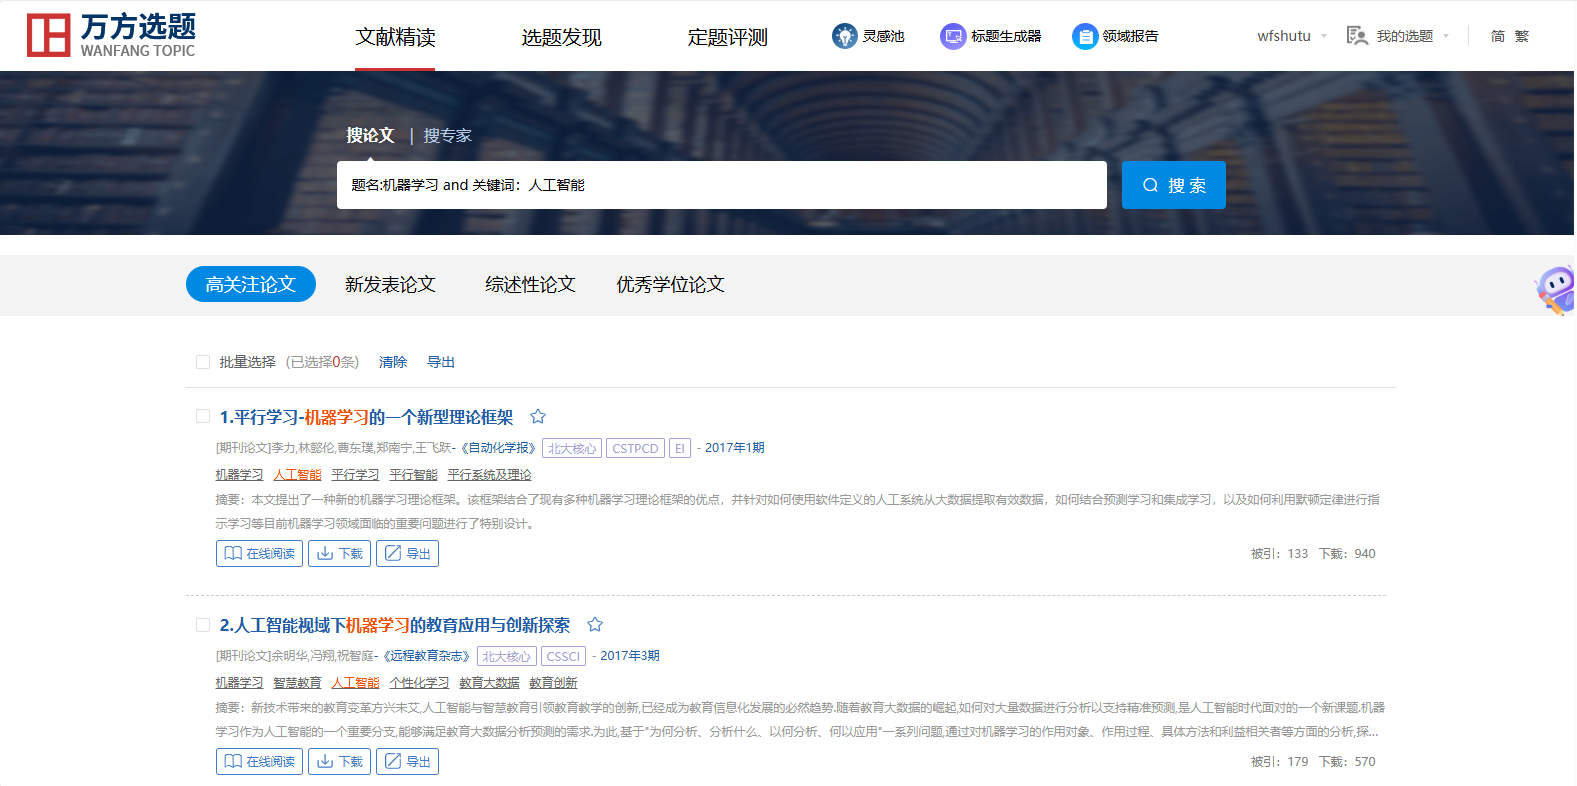 万方选题
WANFANG TOPIC
文献精读 选题发现 定题评测 灵感池 标题生成器 领域报告 wfshutu 我的选题 简 繁
搜论文 | 搜专家
题名:机器学习 and 关键词：人工智能
搜 索
高关注论文 新发表论文 综述性论文 优秀学位论文
批量选择 (已选择0条) 清除 导出
1.平行学习-机器学习的一个新型理论框架
[期刊论文]李力,林懿伦,曹东璞,郑南宁,王飞跃-《自动化学报》 北大核心 CSTPCD EI - 2017年1期
机器学习 人工智能 平行学习 平行智能 平行系统及理论
摘要：本文提出了一种新的机器学习理论框架。该框架结合了现有多种机器学习理论框架的优点，并针对如何使用软件定义的人工系统从大数据提取有效数据，如何结合预测学习和集成学习，以及如何利用默顿定律进行指
示学习等目前机器学习领域面临的重要问题进行了特别设计。
在线阅读 下载 导出 被引：133 下载：940
2.人工智能视域下机器学习的教育应用与创新探索
[期刊论文]余明华,冯翔,祝智庭-《远程教育杂志》 北大核心 CSSCI - 2017年3期
机器学习 智慧教育 人工智能 个性化学习 教育大数据 教育创新
摘要：新技术带来的教育变革方兴未艾,人工智能与智慧教育引领教育教学的创新,已经成为教育信息化发展的必然趋势.随着教育大数据的崛起,如何对大量数据进行分析以支持精准预测,是人工智能时代面对的一个新课题.机器
学习作为人工智能的一个重要分支,能够满足教育大数据分析预测的需求.为此,基于"为何分析、分析什么、以何分析、何以应用"一系列问题,通过对机器学习的作用对象、作用过程、具体方法和利益相关者等方面的分析,探...
在线阅读 下载 导出 被引：179 下载：570